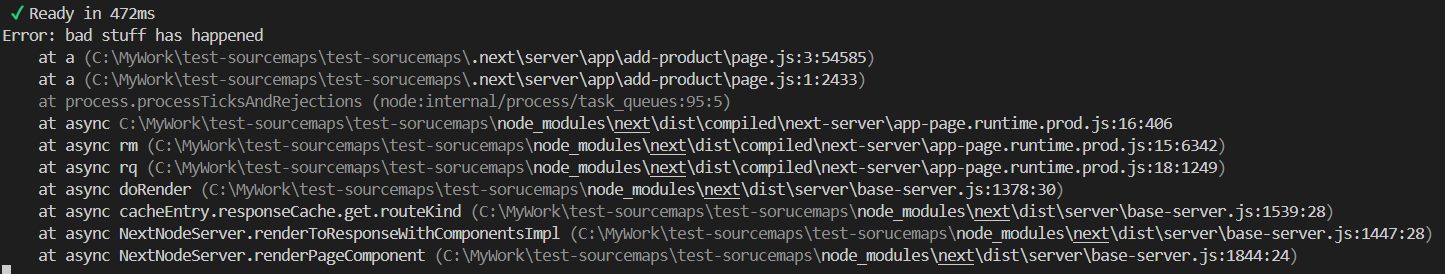 ✓ Ready in 472ms
Error: bad stuff has happened
    at a (C:\MyWork\test-sourcemaps\test-sorucemaps\.next\server\app\add-product\page.js:3:54585)
    at a (C:\MyWork\test-sourcemaps\test-sorucemaps\.next\server\app\add-product\page.js:1:2433)
    at process.processTicksAndRejections (node:internal/process/task_queues:95:5)
    at async C:\MyWork\test-sourcemaps\test-sorucemaps\node_modules\next\dist\compiled\next-server\app-page.runtime.prod.js:16:406
    at async rm (C:\MyWork\test-sourcemaps\test-sorucemaps\node_modules\next\dist\compiled\next-server\app-page.runtime.prod.js:15:6342)
    at async rq (C:\MyWork\test-sourcemaps\test-sorucemaps\node_modules\next\dist\compiled\next-server\app-page.runtime.prod.js:18:1249)
    at async doRender (C:\MyWork\test-sourcemaps\test-sorucemaps\node_modules\next\dist\server\base-server.js:1378:30)
    at async cacheEntry.responseCache.get.routeKind (C:\MyWork\test-sourcemaps\test-sorucemaps\node_modules\next\dist\server\base-server.js:1539:28)
    at async NextNodeServer.renderToResponseWithComponentsImpl (C:\MyWork\test-sourcemaps\test-sorucemaps\node_modules\next\dist\server\base-server.js:1447:28)
    at async NextNodeServer.renderPageComponent (C:\MyWork\test-sourcemaps\test-sorucemaps\node_modules\next\dist\server\base-server.js:1844:24)